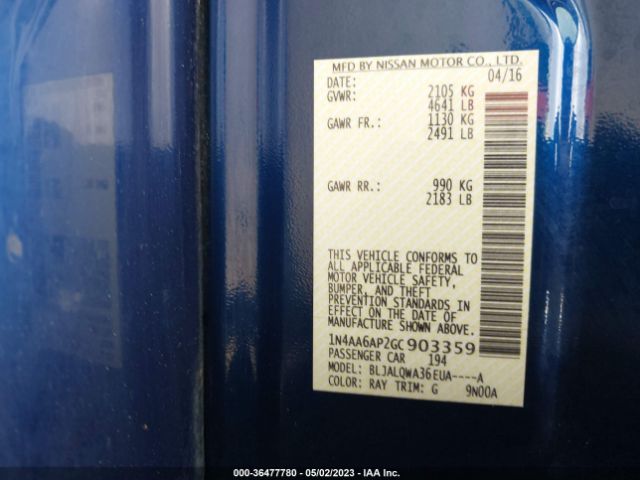 MFD BY NISSAN MOTOR CO., LTD.
DATE: 04/16
GVWR: 2105 KG
4641 LB
GAWR FR.: 1130 KG
2491 LB
GAWR RR.: 990 KG
2183 LB
THIS VEHICLE CONFORMS TO
ALL APPLICABLE FEDERAL
MOTOR VEHICLE SAFETY,
BUMPER, AND THEFT
PREVENTION STANDARDS IN
EFFECT ON THE DATE OF
MANUFACTURE SHOWN ABOVE.
1N4AA6AP2GC903359
PASSENGER CAR 194
MODEL: BLJALQWA36EUA----A
COLOR: RAY TRIM: G 9N00A
000-36477780 - 05/02/2023 - IAA Inc.